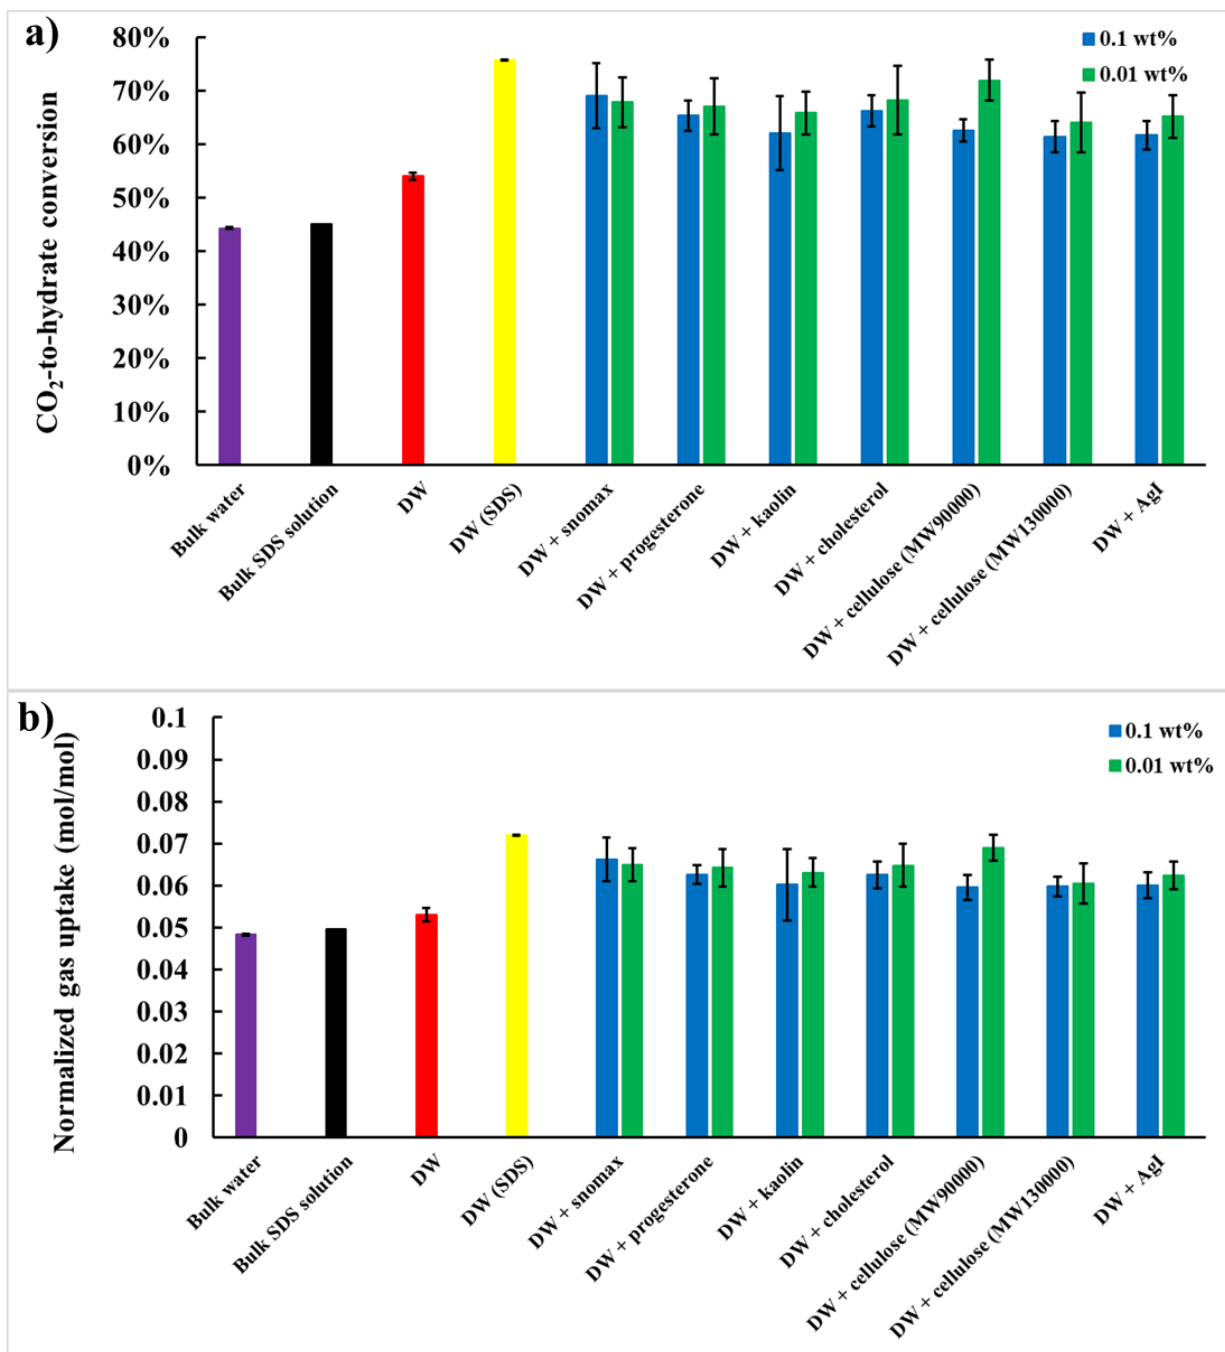 a)
80%
70%
60%
50%
40%
30%
20%
10%
0%
CO₂-to-hydrate conversion
0.1 wt%
0.01 wt%
Bulk water
Bulk SDS solution
DW
DW (SDS)
DW + snomax
DW + progesterone
DW + kaolin
DW + cholesterol
DW + cellulose (MW90000)
DW + cellulose (MW130000)
DW + AgI
b)
0.1
0.09
0.08
0.07
0.06
0.05
0.04
0.03
0.02
0.01
0
Normalized gas uptake (mol/mol)
0.1 wt%
0.01 wt%
Bulk water
Bulk SDS solution
DW
DW (SDS)
DW + snomax
DW + progesterone
DW + kaolin
DW + cholesterol
DW + cellulose (MW90000)
DW + cellulose (MW130000)
DW + AgI